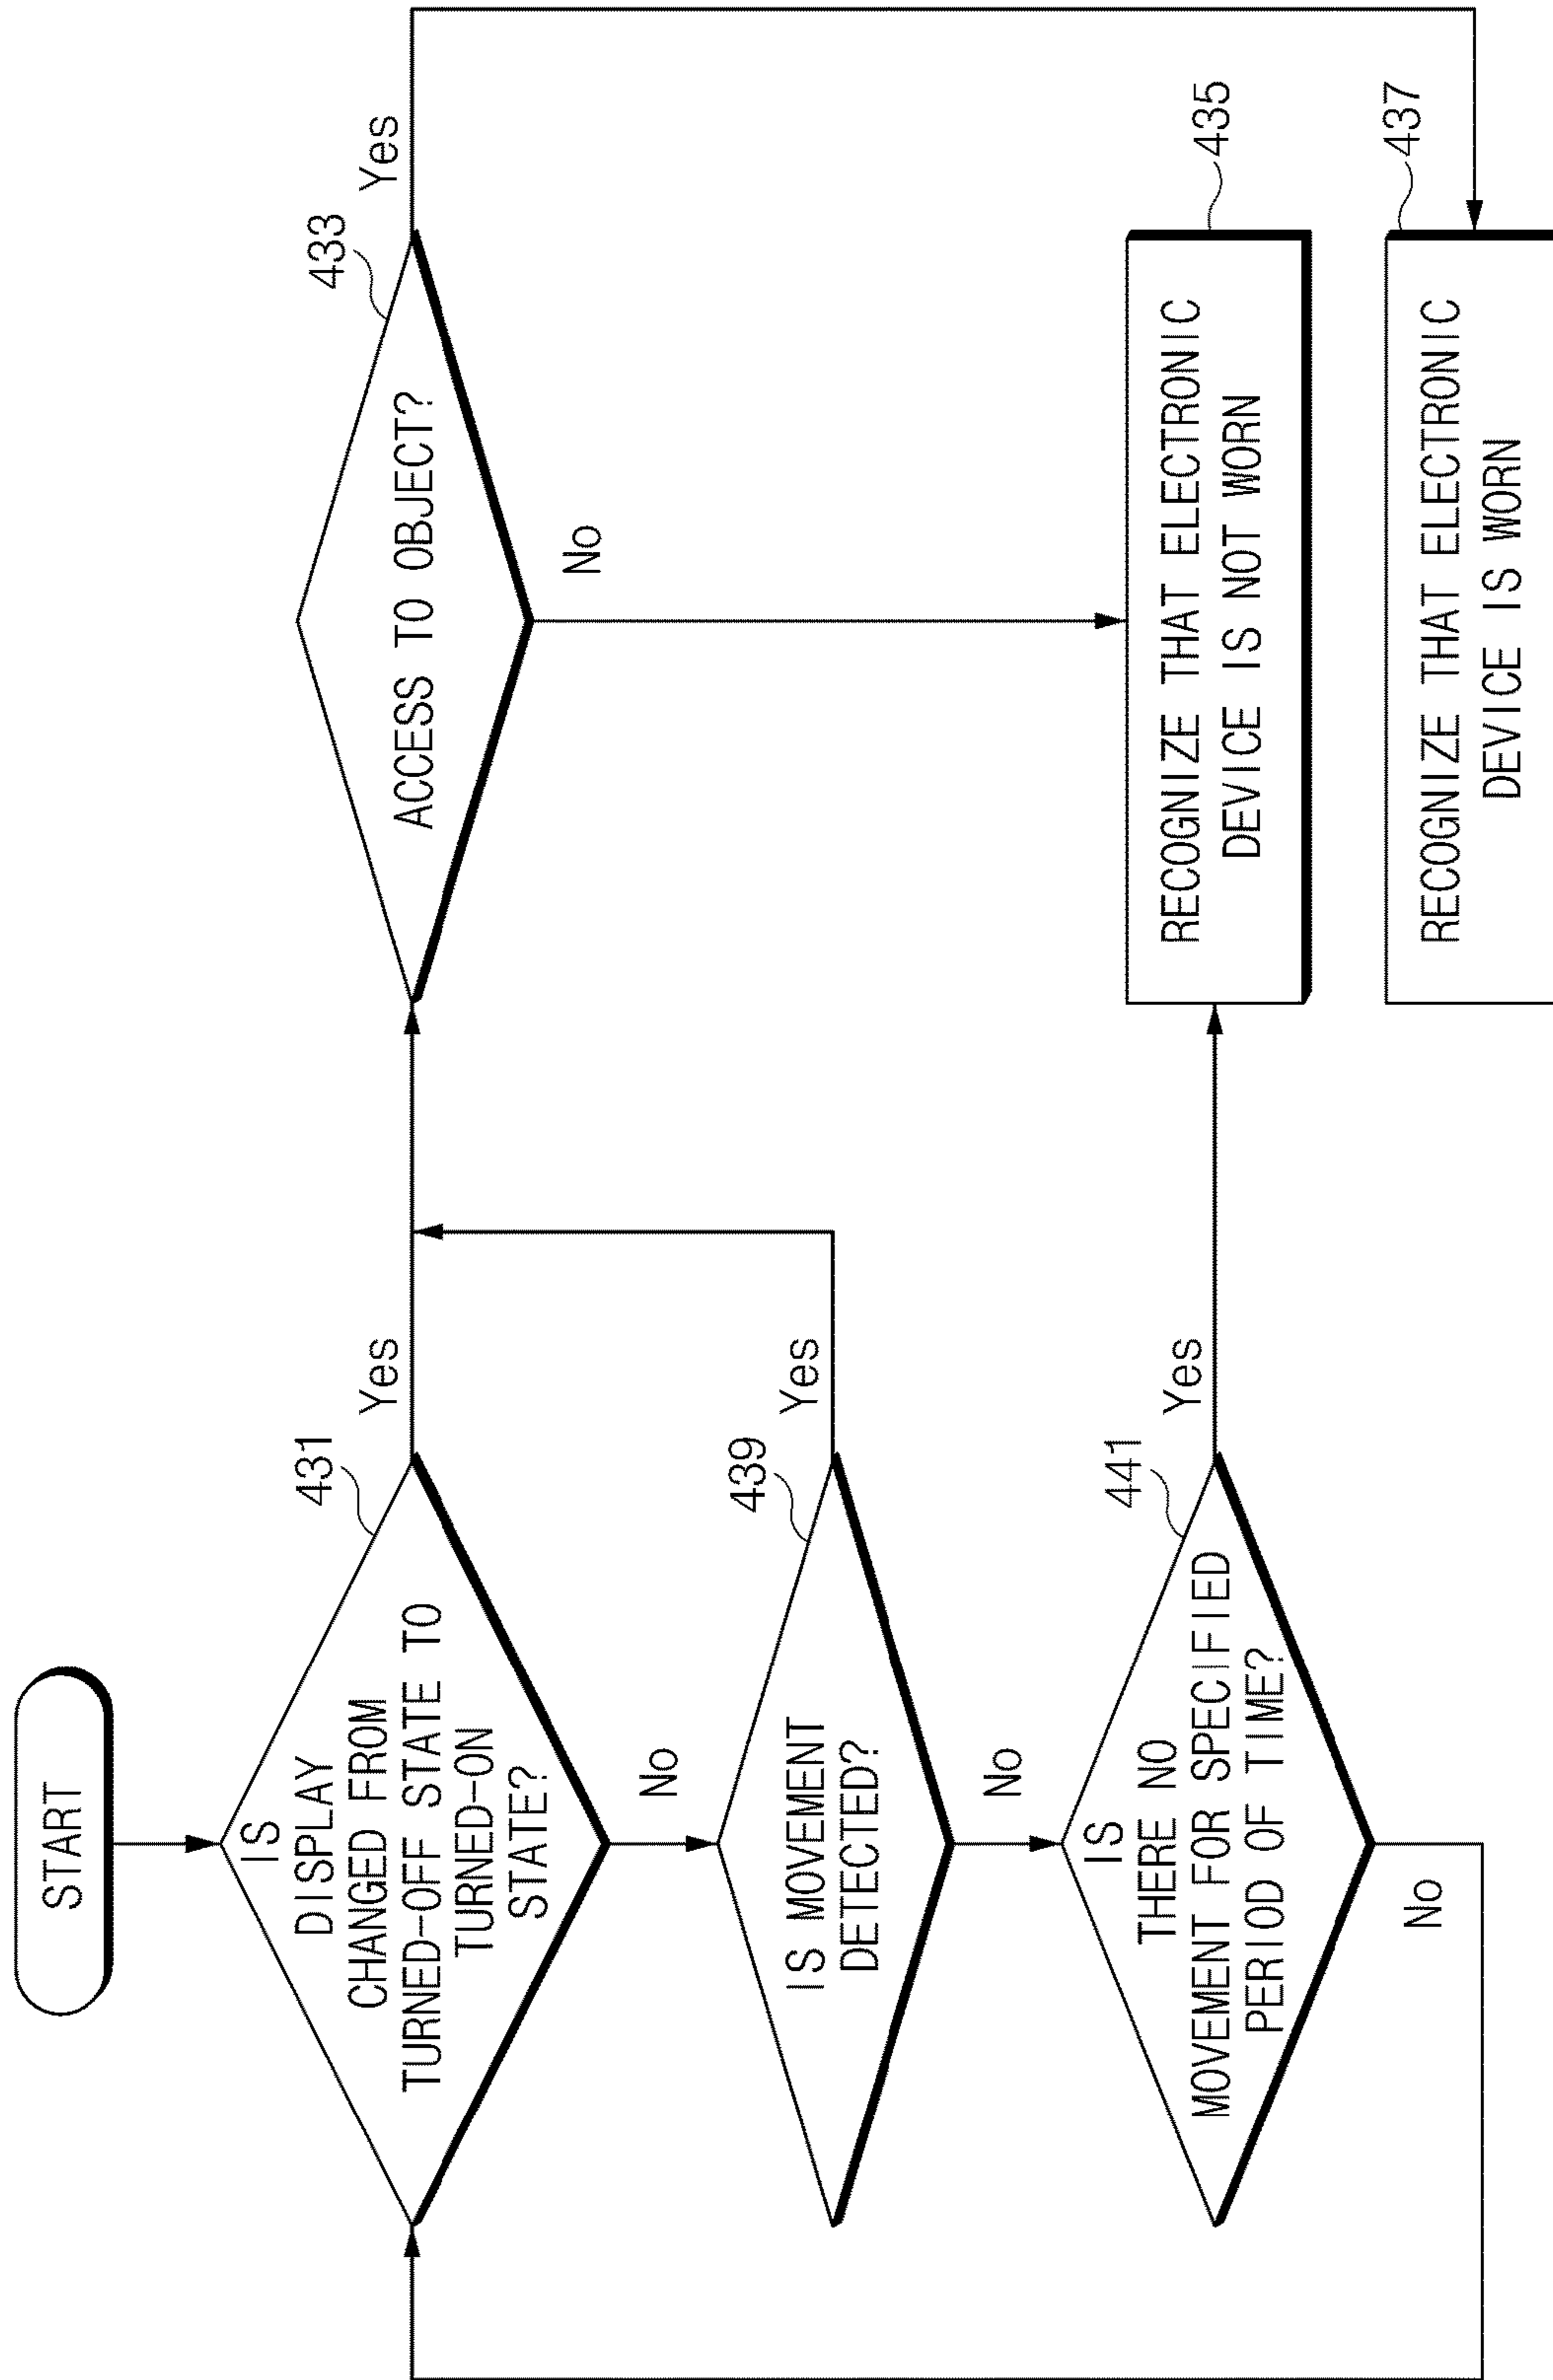 START
IS
DISPLAY
CHANGED FROM
TURNED-OFF STATE TO
TURNED-ON
STATE?
431
Yes
No
ACCESS TO OBJECT?
433
Yes
No
IS MOVEMENT
DETECTED?
439
Yes
No
IS
THERE NO
MOVEMENT FOR SPECIFIED
PERIOD OF TIME?
441
Yes
No
RECOGNIZE THAT ELECTRONIC
DEVICE IS NOT WORN
435
RECOGNIZE THAT ELECTRONIC
DEVICE IS WORN
437